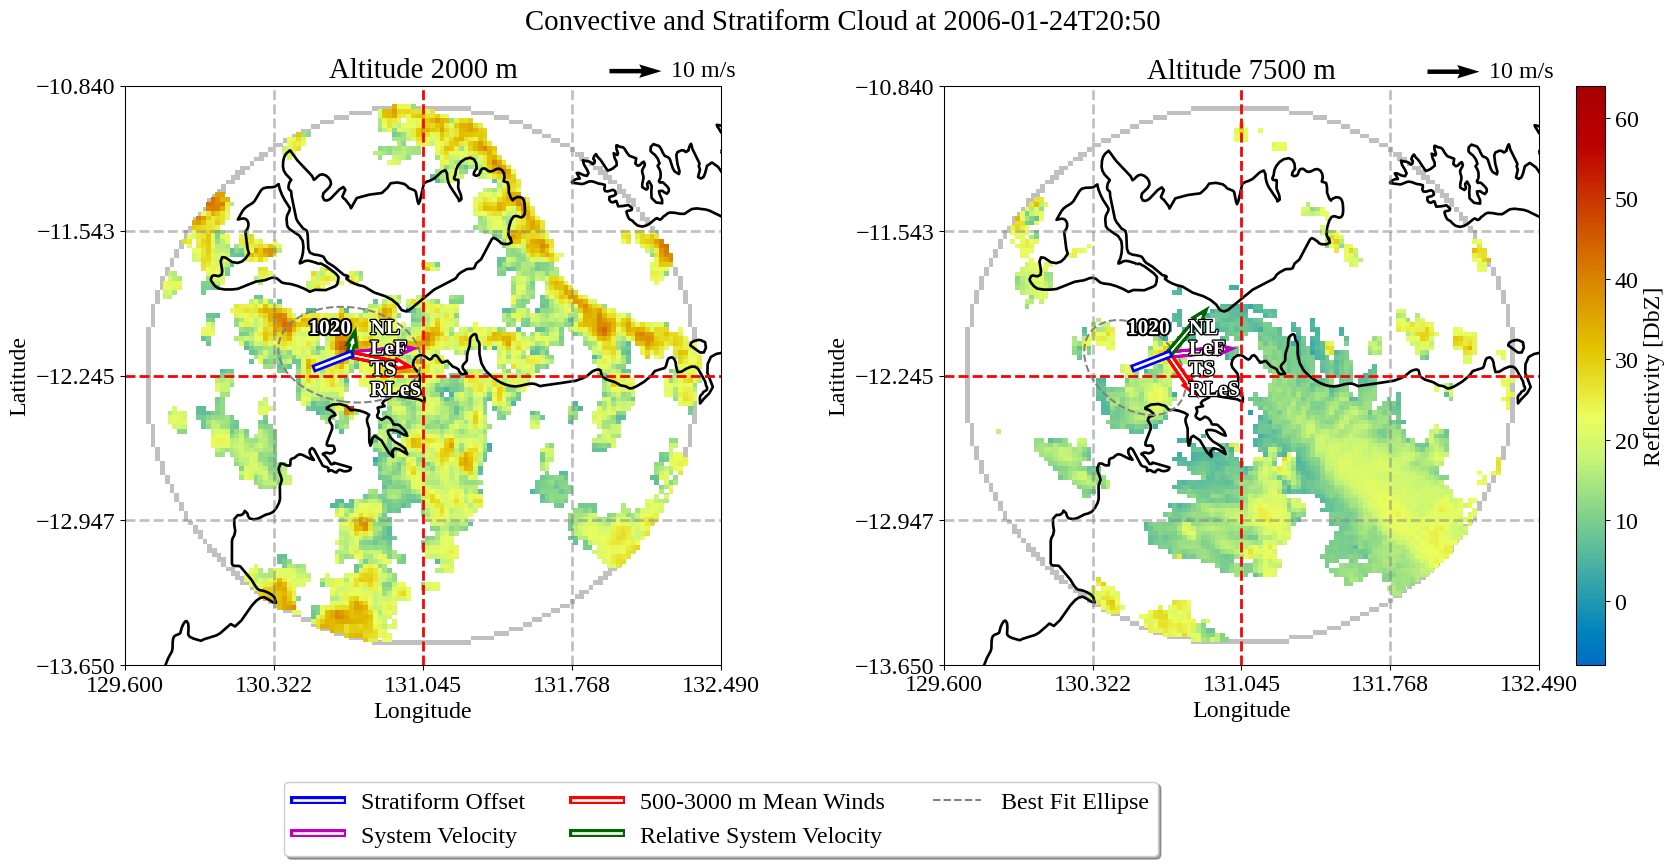 Convective and Stratiform Cloud at 2006-01-24T20:50
Altitude 2000 m
10 m/s
Altitude 7500 m
10 m/s
−10.840
−11.543
−12.245
−12.947
−13.650
129.600
130.322
131.045
131.768
132.490
Longitude
Latitude
1020
NL
LeF
TS
RLeS
−10.840
−11.543
−12.245
−12.947
−13.650
129.600
130.322
131.045
131.768
132.490
Longitude
Latitude
1020
NL
LeF
TS
RLeS
60
50
40
30
20
10
0
Reflectivity [DbZ]
Stratiform Offset
System Velocity
500-3000 m Mean Winds
Relative System Velocity
Best Fit Ellipse